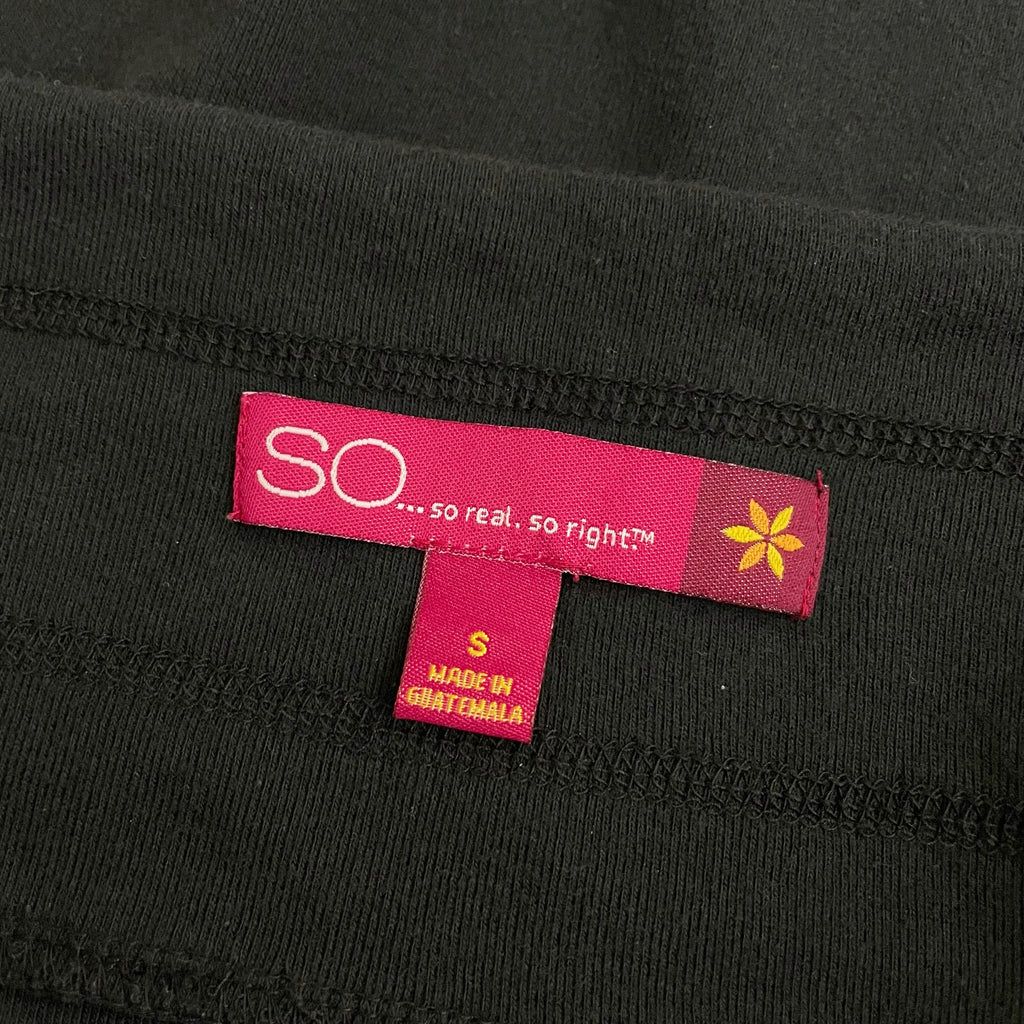 SO... so real. so right.™
S
MADE IN
GUATEMALA